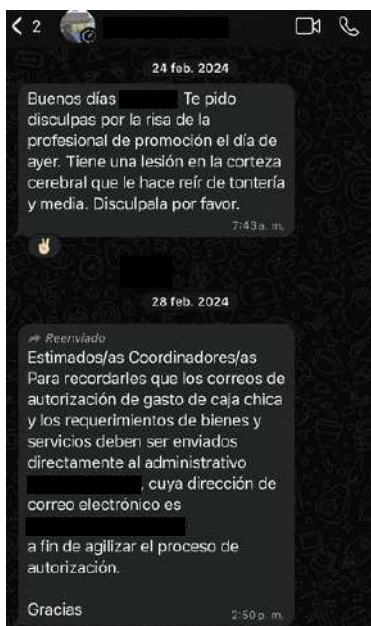 2
24 feb. 2024
Buenos días Te pido
disculpas por la risa de la
profesional de promoción el día de
ayer. Tiene una lesión en la corteza
cerebral que le hace reír de tontería
y media. Disculpala por favor.
7:43 a. m.
28 feb. 2024
Reenviado
Estimados/as Coordinadores/as
Para recordarles que los correos de
autorización de gasto de caja chica
y los requerimientos de bienes y
servicios deben ser enviados
directamente al administrativo
, cuya dirección de
correo electrónico es
a fin de agilizar el proceso de
autorización.
Gracias
2:50 p. m.